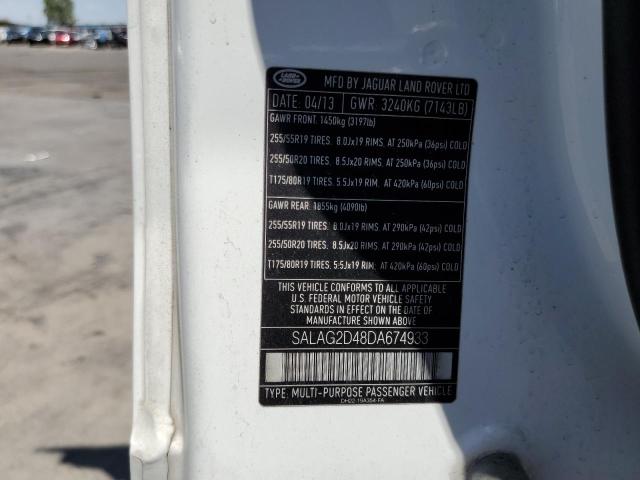 LAND ROVER
MFD BY JAGUAR LAND ROVER LTD
DATE: 04/13 GWR 3240KG (7143LB)
GAWR FRONT: 1450kg (3197lb)
255/55R19 TIRES. 8.0Jx19 RIMS. AT 250kPa (36psi) COLD
255/50R20 TIRES. 8.5Jx20 RIMS. AT 250kPa (36psi) COLD
T175/80R19 TIRES. 5.5Jx19 RIM. AT 420kPa (60psi) COLD
GAWR REAR: 1855kg (4090lb)
255/55R19 TIRES. 8.0Jx19 RIMS. AT 290kPa (42psi) COLD
255/50R20 TIRES. 8.5Jx20 RIMS. AT 290kPa (42psi) COLD
T175/80R19 TIRES. 5.5Jx19 RIM. AT 420kPa (60psi) COLD
THIS VEHICLE CONFORMS TO ALL APPLICABLE
U.S. FEDERAL MOTOR VEHICLE SAFETY
STANDARDS IN EFFECT ON THE DATE OF
MANUFACTURE SHOWN ABOVE.
SALAG2D48DA674933
TYPE: MULTI-PURPOSE PASSENGER VEHICLE
DH22-19A354-FA